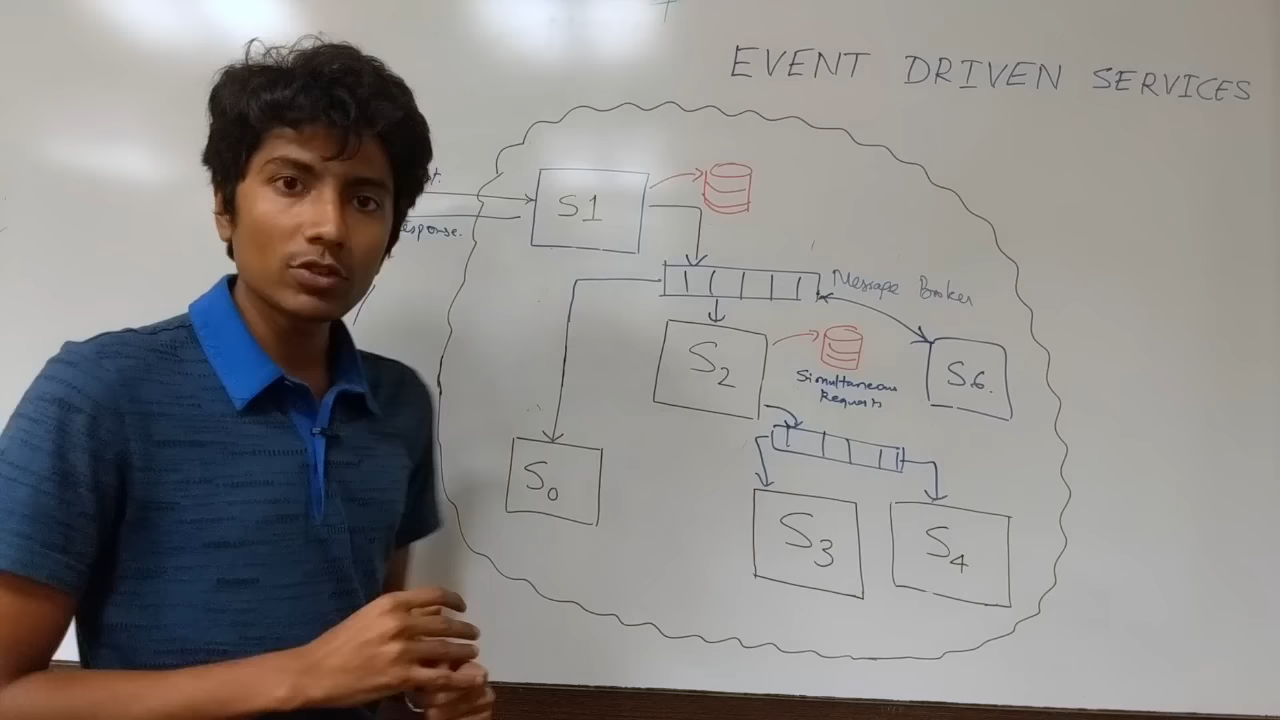 EVENT DRIVEN SERVICES
S1
Message Broker
S2
S6.
Simultaneous
Requests
S0
S3
S4